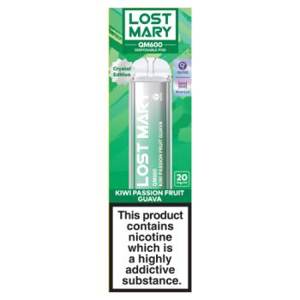 LOST
MARY
QM600
DISPOSABLE POD
Crystal
Edition
LOST MARY
QM600
KIWI PASSION FRUIT GUAVA
20
KIWI PASSION FRUIT
GUAVA
This product
contains
nicotine which
is a highly
addictive
substance.